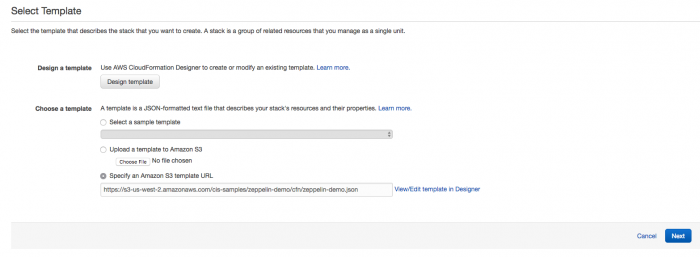 Select Template
Select the template that describes the stack that you want to create. A stack is a group of related resources that you manage as a single unit.
Design a template Use AWS CloudFormation Designer to create or modify an existing template. Learn more.
Design template
Choose a template A template is a JSON-formatted text file that describes your stack's resources and their properties. Learn more.
Select a sample template
Upload a template to Amazon S3
Choose File No file chosen
Specify an Amazon S3 template URL
https://s3-us-west-2.amazonaws.com/cis-samples/zeppelin-demo/cfn/zeppelin-demo.json View/Edit template in Designer
Cancel Next